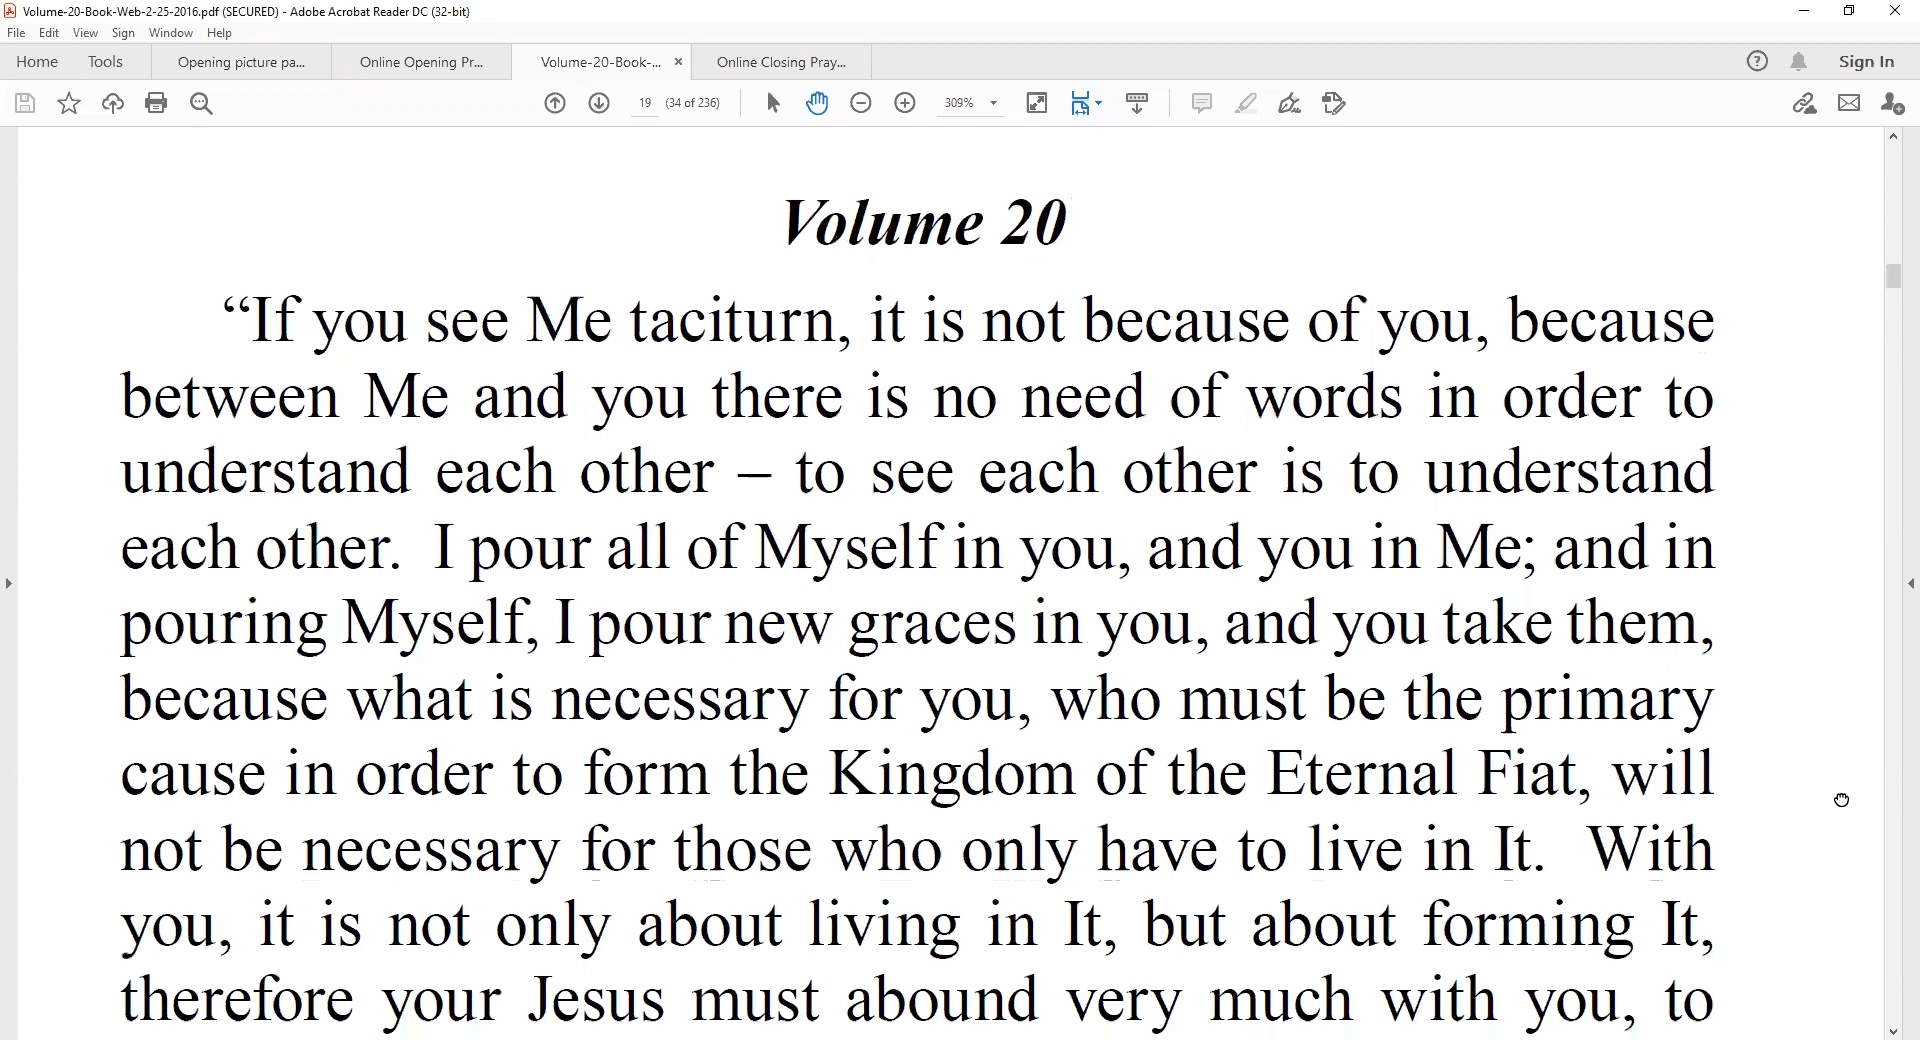 Volume-20-Book-Web-2-25-2016.pdf (SECURED) - Adobe Acrobat Reader DC (32-bit)
File Edit View Sign Window Help
Home Tools Opening picture pa... Online Opening Pr... Volume-20-Book-... × Online Closing Pray... Sign In
19 (34 of 236) 309%
Volume 20
“If you see Me taciturn, it is not because of you, because
between Me and you there is no need of words in order to
understand each other – to see each other is to understand
each other. I pour all of Myself in you, and you in Me; and in
pouring Myself, I pour new graces in you, and you take them,
because what is necessary for you, who must be the primary
cause in order to form the Kingdom of the Eternal Fiat, will
not be necessary for those who only have to live in It. With
you, it is not only about living in It, but about forming It,
therefore your Jesus must abound very much with you, to